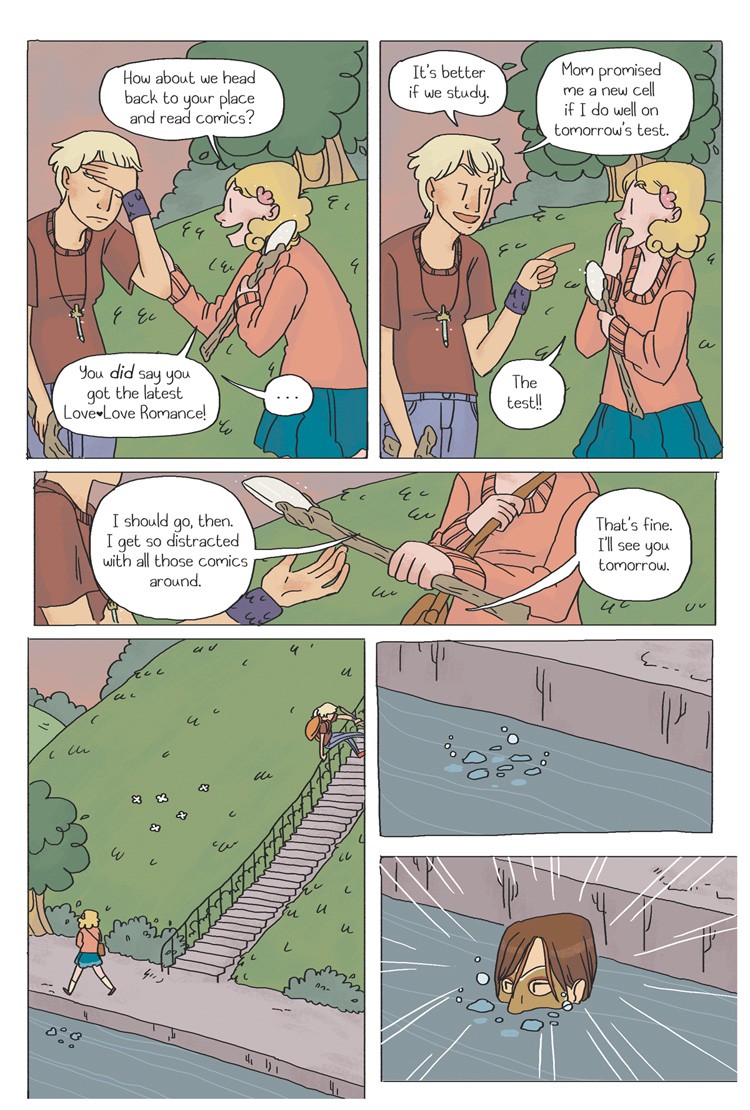 How about we head
back to your place
and read comics?
You did say you
got the latest
Love♥Love Romance!
...
It's better
if we study.
Mom promised
me a new cell
if I do well on
tomorrow's test.
The
test!!
I should go, then.
I get so distracted
with all those comics
around.
That's fine.
I'll see you
tomorrow.